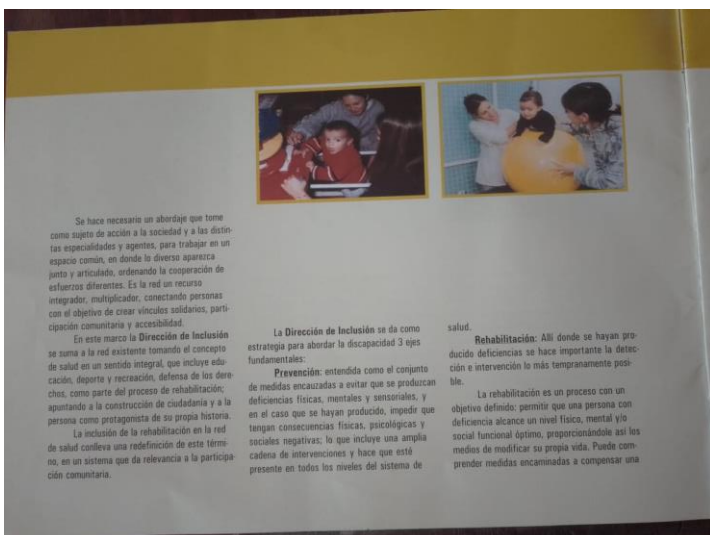 Se hace necesario un abordaje que tome
como sujeto de acción a la sociedad y a las distin-
tas especialidades y agentes, para trabajar en un
espacio común, en donde lo diverso aparezca
junto y articulado, ordenando la cooperación de
esfuerzos diferentes. Es la red un recurso
integrador, multiplicador, conectando personas
con el objetivo de crear vínculos solidarios, parti-
cipación comunitaria y accesibilidad.
En este marco la Dirección de Inclusión
se suma a la red existente tomando el concepto
de salud en un sentido integral, que incluye edu-
cación, deporte y recreación, defensa de los dere-
chos, como parte del proceso de rehabilitación;
apuntando a la construcción de ciudadanía y a la
persona como protagonista de su propia historia.
La inclusión de la rehabilitación en la red
de salud conlleva una redefinición de este térmi-
no, en un sistema que da relevancia a la participa-
ción comunitaria.
La Dirección de Inclusión se da como
estrategia para abordar la discapacidad 3 ejes
fundamentales:
Prevención: entendida como el conjunto
de medidas encauzadas a evitar que se produzcan
deficiencias físicas, mentales y sensoriales, y
en el caso que se hayan producido, impedir que
tengan consecuencias físicas, psicológicas y
sociales negativas; lo que incluye una amplia
cadena de intervenciones y hace que esté
presente en todos los niveles del sistema de
salud.
Rehabilitación: Allí donde se hayan pro-
ducido deficiencias se hace importante la detec-
ción e intervención lo más tempranamente posi-
ble.
La rehabilitación es un proceso con un
objetivo definido: permitir que una persona con
deficiencia alcance un nivel físico, mental y/o
social funcional óptimo, proporcionándole así los
medios de modificar su propia vida. Puede com-
prender medidas encaminadas a compensar una